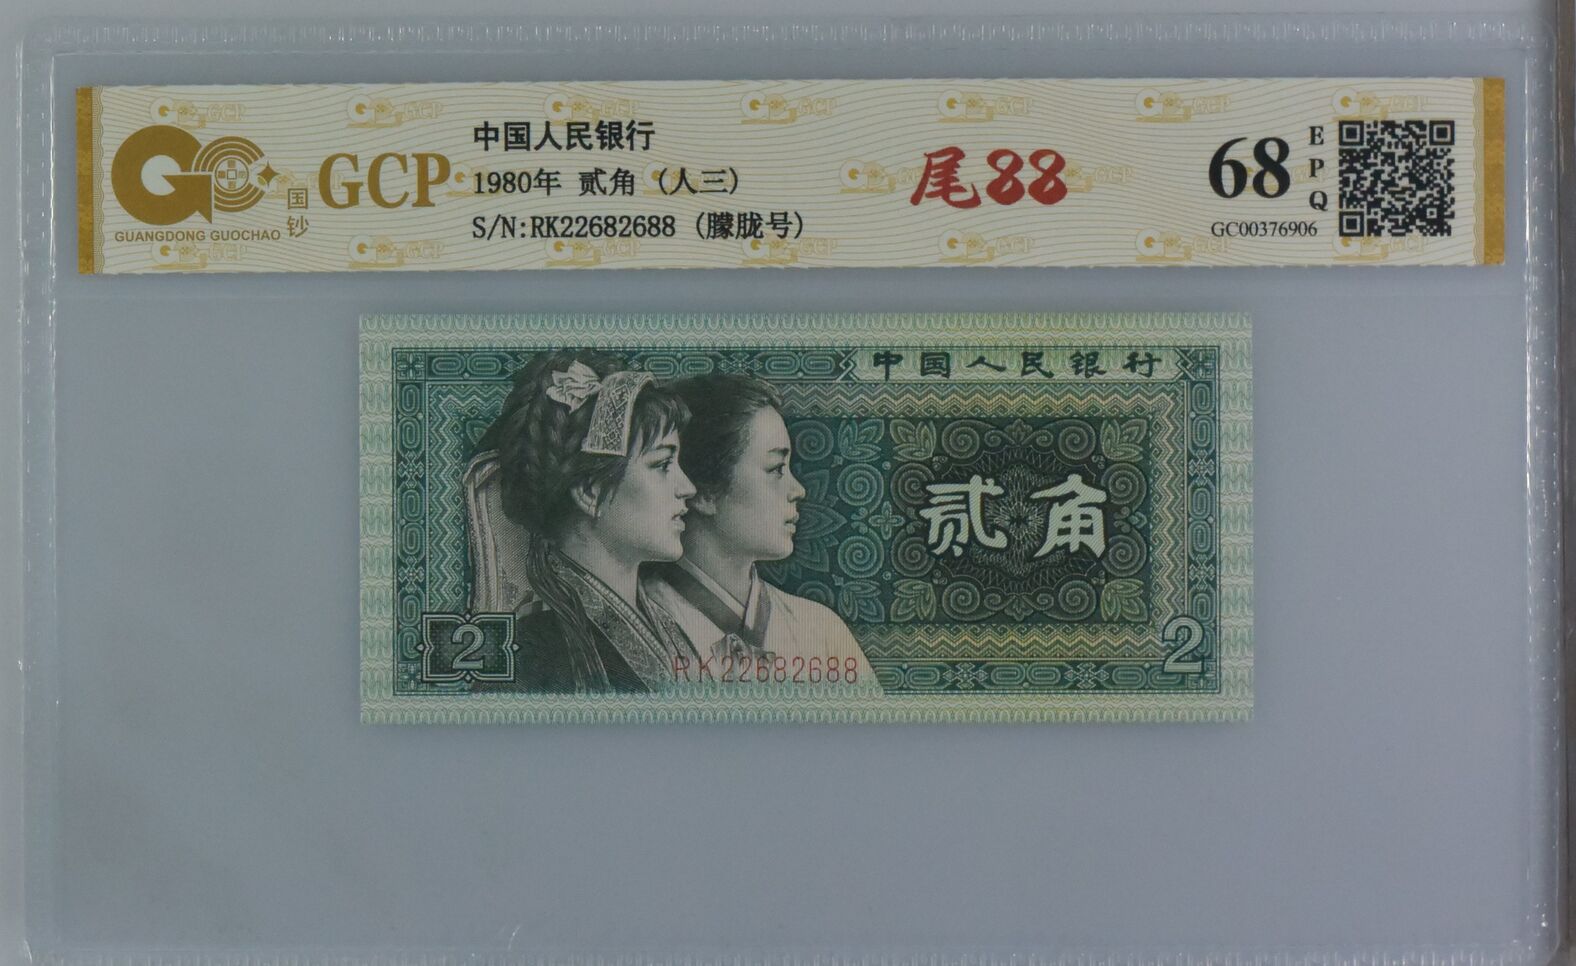 GCP
国钞
GUANGDONG GUOCHAO
中国人民银行
1980年 贰角 (人三)
S/N:RK22682688 (朦胧号)
尾88
68
EPQ
GC00376906
中国人民银行
贰角
2
RK22682688
2